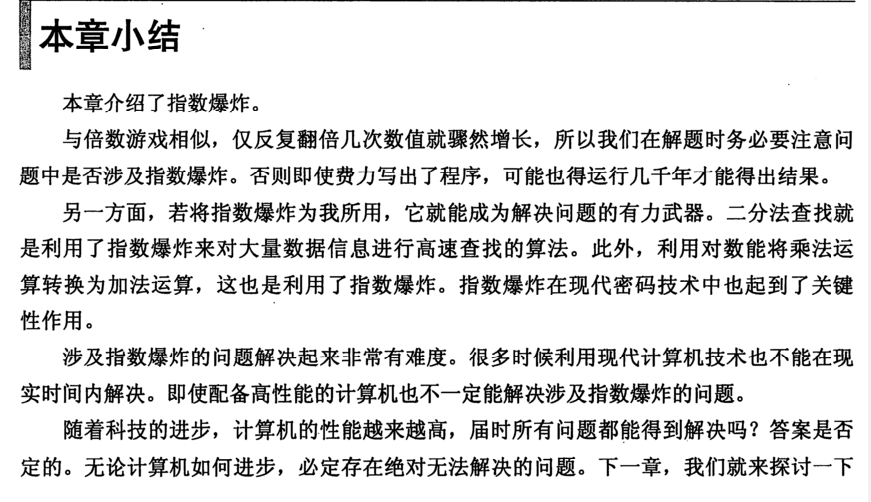 本章小结
本章介绍了指数爆炸。
与倍数游戏相似，仅反复翻倍几次数值就骤然增长，所以我们在解题时务必要注意问
题中是否涉及指数爆炸。否则即使费力写出了程序，可能也得运行几千年才能得出结果。
另一方面，若将指数爆炸为我所用，它就能成为解决问题的有力武器。二分法查找就
是利用了指数爆炸来对大量数据信息进行高速查找的算法。此外，利用对数能将乘法运
算转换为加法运算，这也是利用了指数爆炸。指数爆炸在现代密码技术中也起到了关键
性作用。
涉及指数爆炸的问题解决起来非常有难度。很多时候利用现代计算机技术也不能在现
实时间内解决。即使配备高性能的计算机也不一定能解决涉及指数爆炸的问题。
随着科技的进步，计算机的性能越来越高，届时所有问题都能得到解决吗？答案是否
定的。无论计算机如何进步，必定存在绝对无法解决的问题。下一章，我们就来探讨一下